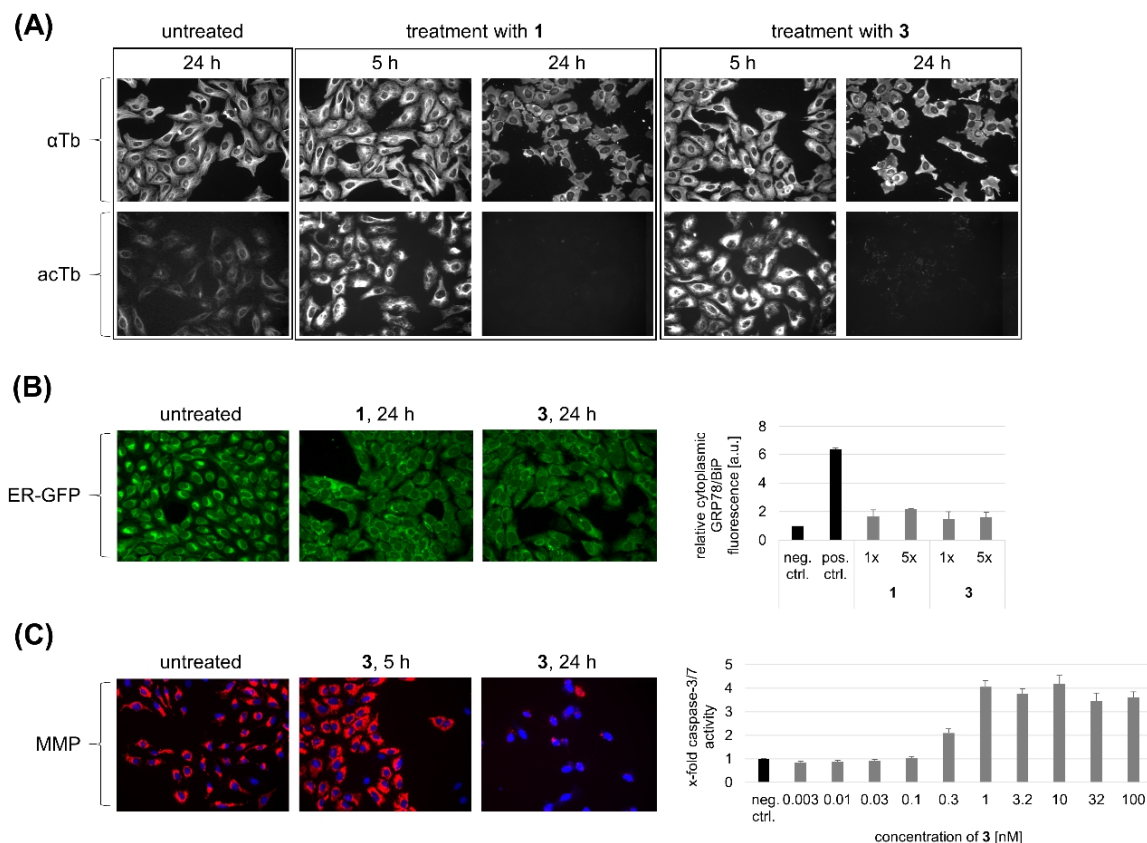 (A)
untreated treatment with 1 treatment with 3
24 h 5 h 24 h 5 h 24 h
αTb
acTb
(B)
untreated 1, 24 h 3, 24 h
ER-GFP
relative cytoplasmic
GRP78/BiP
fluorescence [a.u.]
8
6
4
2
0
neg. pos. 1x 5x 1x 5x
ctrl. ctrl.
1 3
(C)
untreated 3, 5 h 3, 24 h
MMP
x-fold caspase-3/7
activity
5
4
3
2
1
0
neg. 0.003 0.01 0.03 0.1 0.3 1 3.2 10 32 100
ctrl.
concentration of 3 [nM]